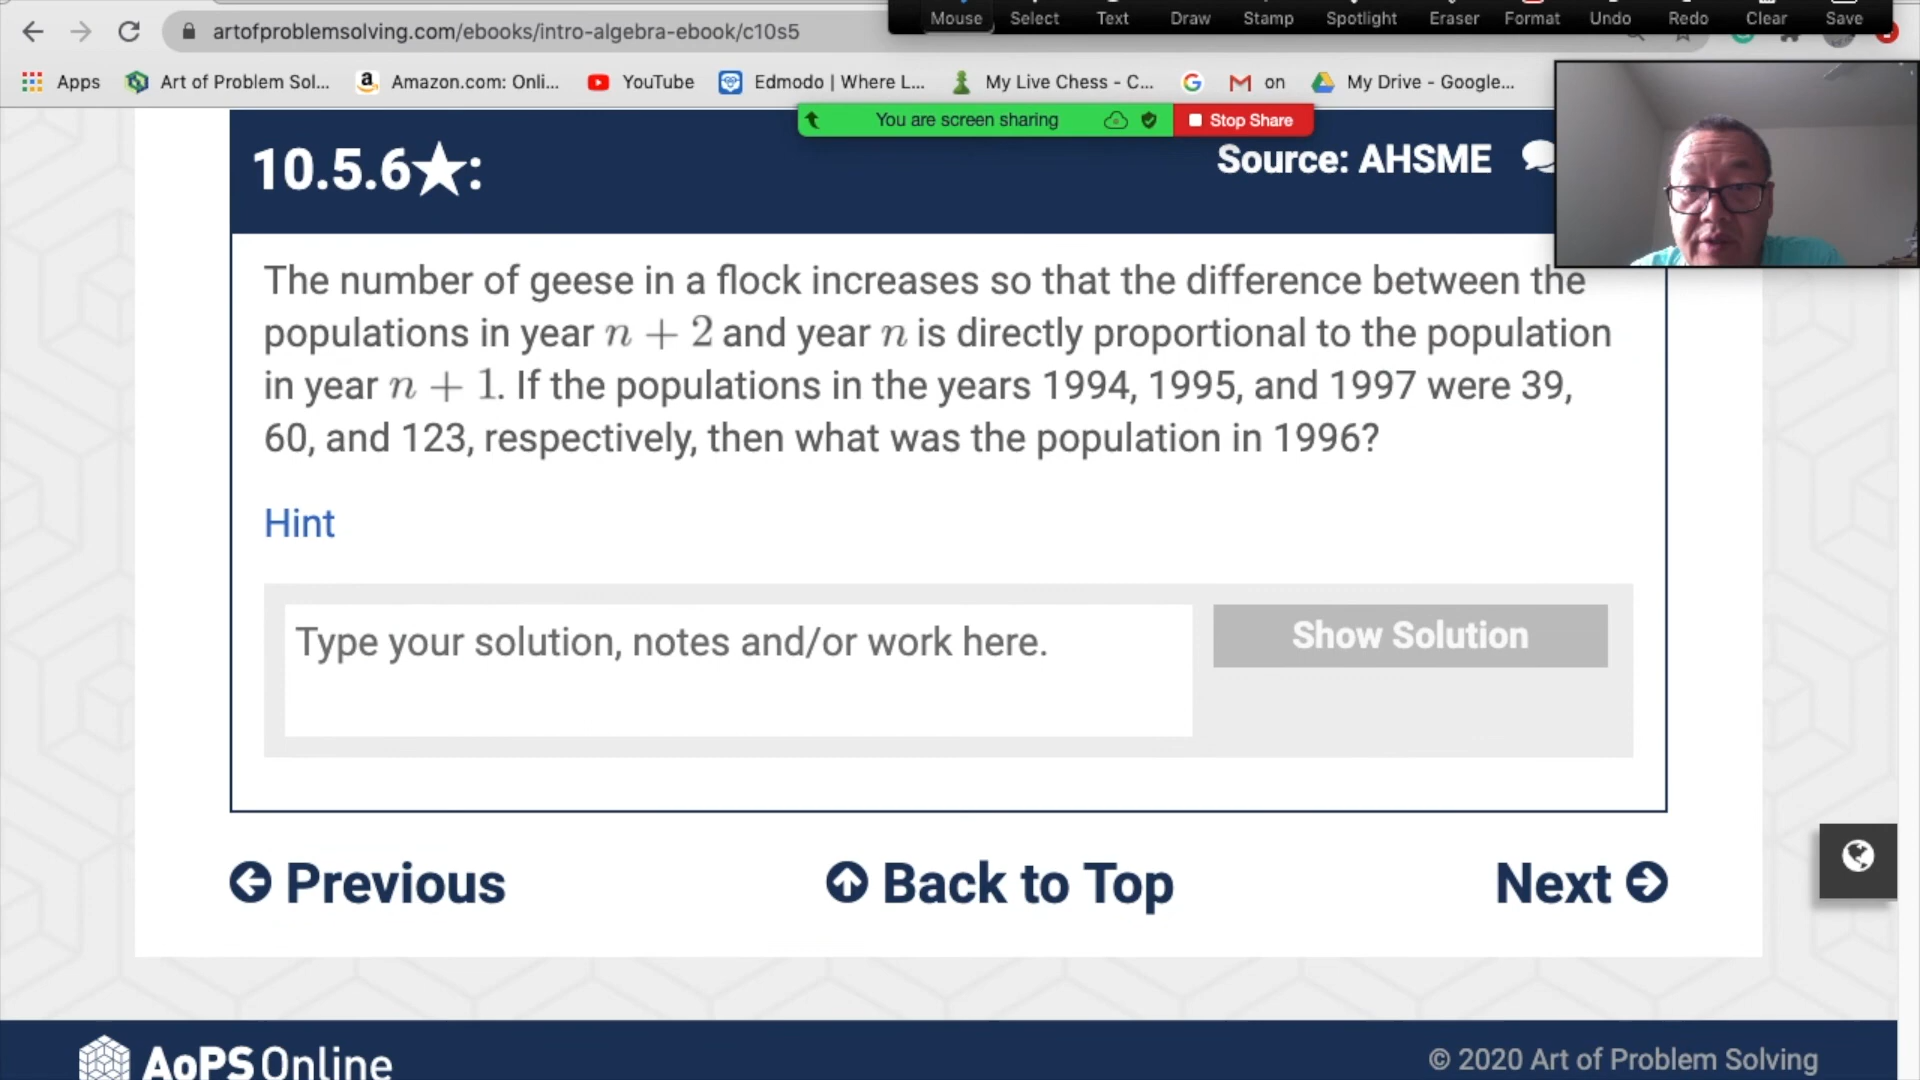 Mouse Select Text Draw Stamp Spotlight Eraser Format Undo Redo Clear Save
artofproblemsolving.com/ebooks/intro-algebra-ebook/c10s5
Apps Art of Problem Sol... Amazon.com: Onli... YouTube Edmodo | Where L... My Live Chess - C... on My Drive - Google...
You are screen sharing Stop Share
10.5.6★: Source: AHSME
The number of geese in a flock increases so that the difference between the
populations in year n + 2 and year n is directly proportional to the population
in year n + 1. If the populations in the years 1994, 1995, and 1997 were 39,
60, and 123, respectively, then what was the population in 1996?
Hint
Type your solution, notes and/or work here.
Show Solution
Previous Back to Top Next
AoPS Online
© 2020 Art of Problem Solving